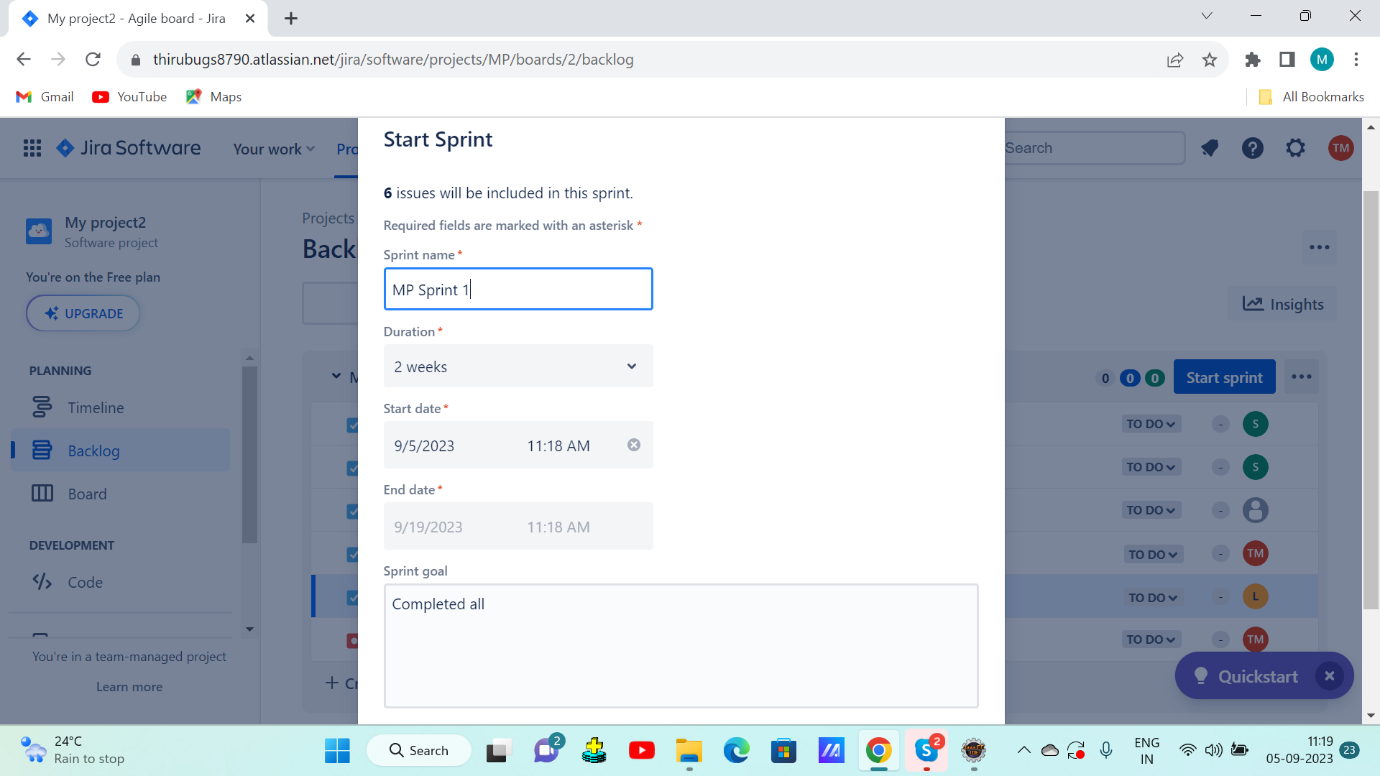 My project2 - Agile board - Jira
thirubugs8790.atlassian.net/jira/software/projects/MP/boards/2/backlog
M
Gmail YouTube Maps All Bookmarks
Jira Software Your work Pro Search TM
Start Sprint
6 issues will be included in this sprint.
Required fields are marked with an asterisk *
Sprint name *
MP Sprint 1
Duration *
2 weeks
Start date *
9/5/2023 11:18 AM
End date *
9/19/2023 11:18 AM
Sprint goal
Completed all
My project2
Software project
You're on the Free plan
UPGRADE
PLANNING
Timeline
Backlog
Board
DEVELOPMENT
Code
You're in a team-managed project
Learn more
Projects
Back
Insights
M 0 0 0 Start sprint
TO DO - S
TO DO - S
TO DO -
TO DO - TM
TO DO - L
TO DO - TM
+ Cr
Quickstart
24°C
Rain to stop
Search
2
2
ENG
IN
11:19
05-09-2023
23